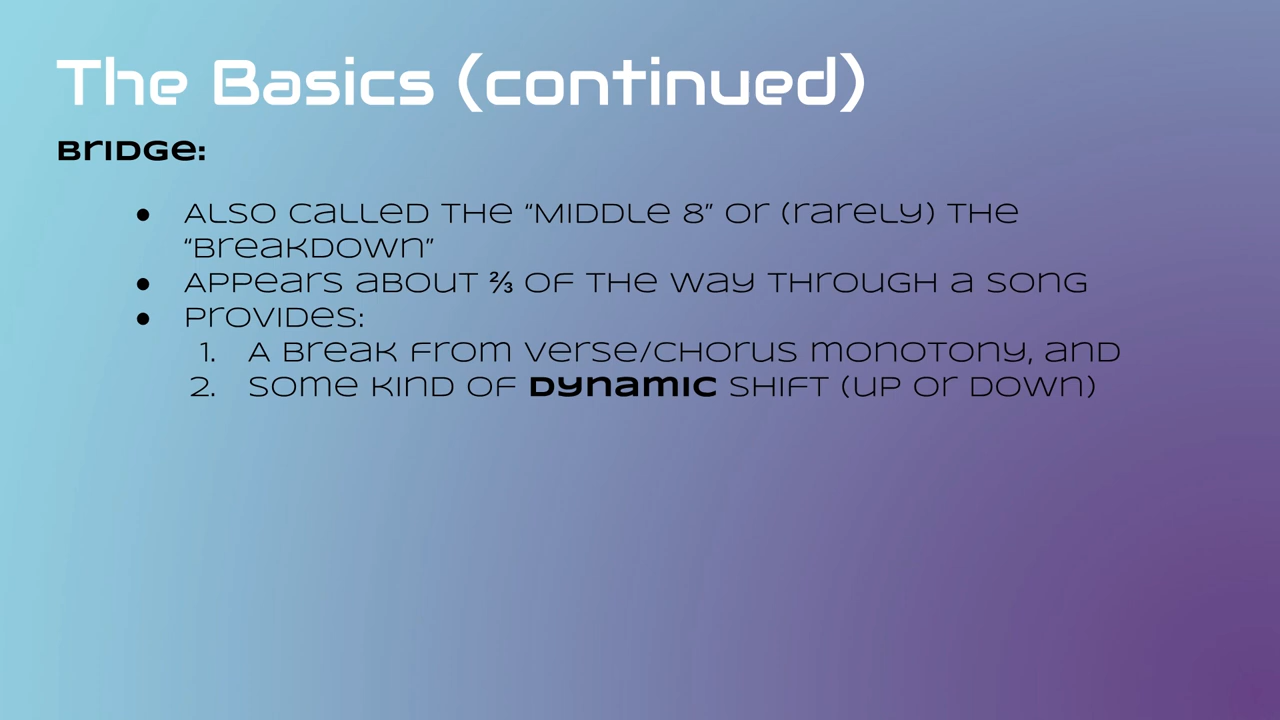 The Basics (continued)
Bridge:
● Also called the “Middle 8” or (rarely) the
“Breakdown”
● Appears about ⅔ of the way through a song
● Provides:
1. A break from verse/chorus monotony, and
2. Some kind of dynamic shift (up or down)